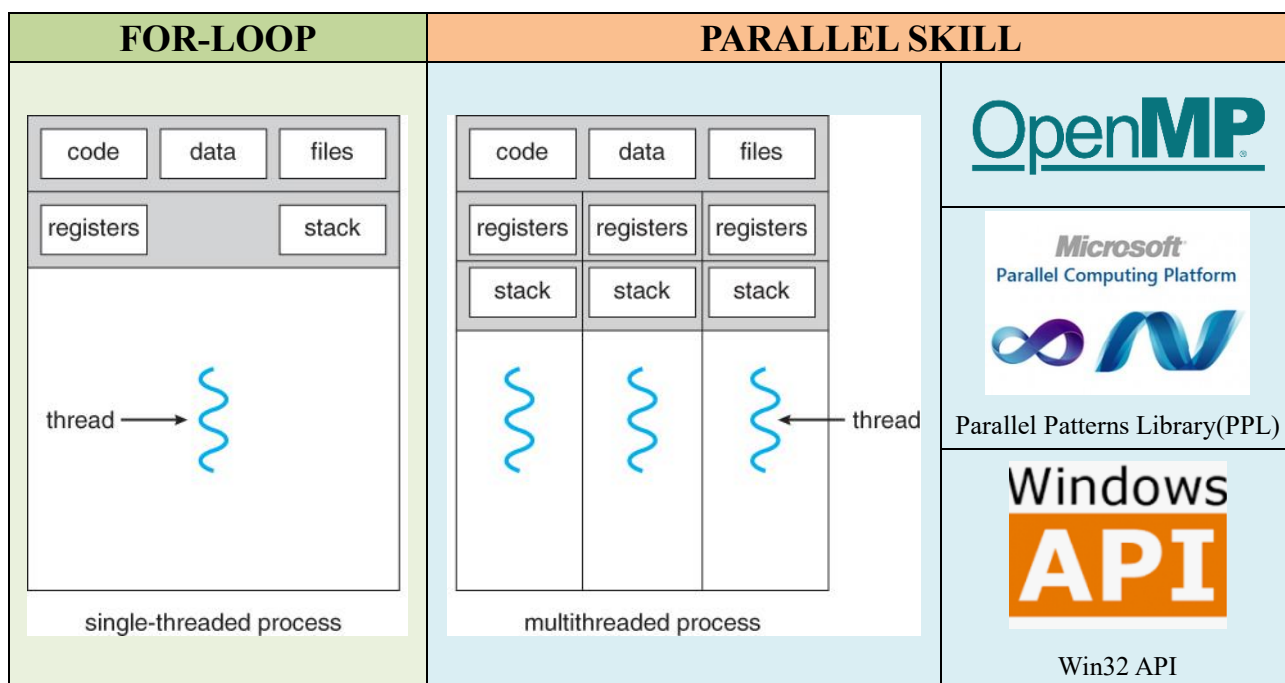 FOR-LOOP
PARALLEL SKILL
code data files
registers stack
thread
single-threaded process
code data files
registers registers registers
stack stack stack
thread
multithreaded process
OpenMP®
Microsoft
Parallel Computing Platform
Parallel Patterns Library(PPL)
Windows
API
Win32 API